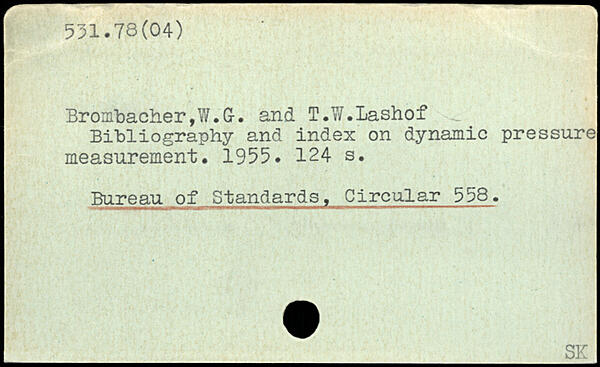 531.78(04)
Brombacher,W.G. and T.W.Lashof
Bibliography and index on dynamic pressure
measurement. 1955. 124 s.
Bureau of Standards, Circular 558.
SK